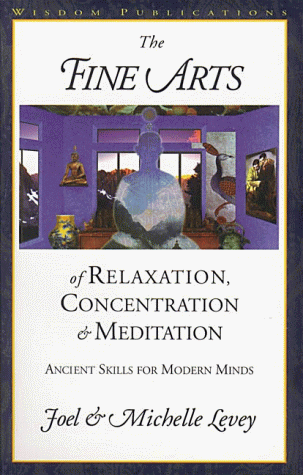 WISDOM PUBLICATIONS
The
FINE ARTS
of RELAXATION,
CONCENTRATION
& MEDITATION
ANCIENT SKILLS FOR MODERN MINDS
Joel & Michelle Levey